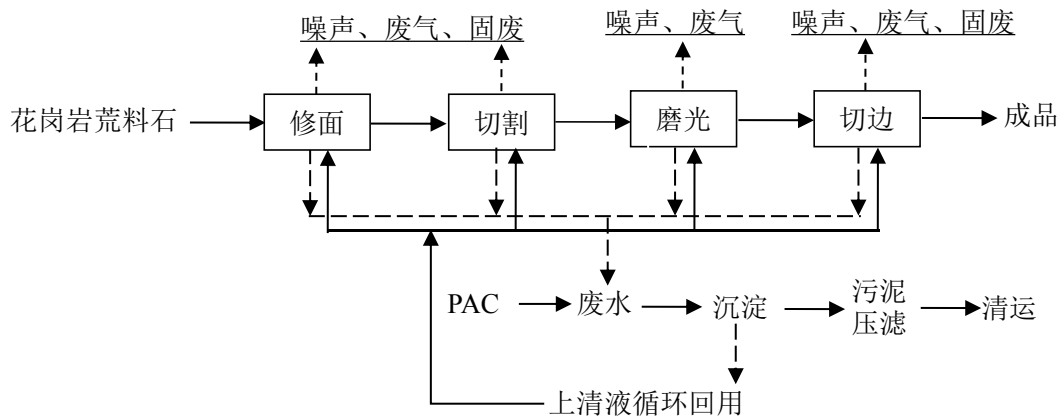 噪声、废气、固废
噪声、废气
噪声、废气、固废
花岗岩荒料石
修面
切割
磨光
切边
成品
PAC
废水
沉淀
污泥
压滤
清运
上清液循环回用